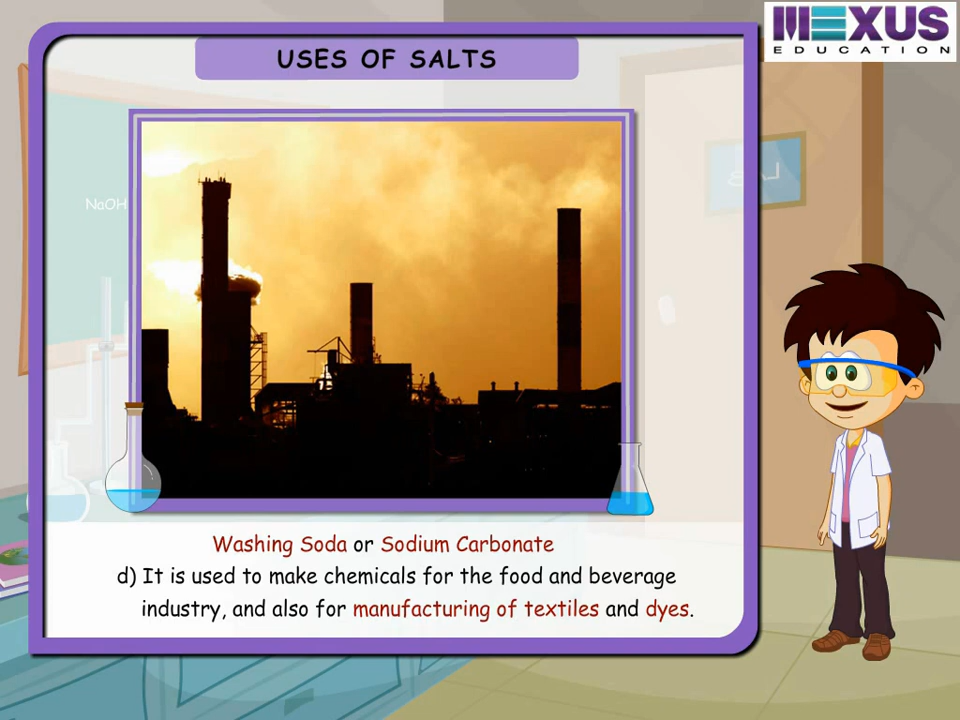 MEXUS
EDUCATION
USES OF SALTS
NaOH
Washing Soda or Sodium Carbonate
d) It is used to make chemicals for the food and beverage
industry, and also for manufacturing of textiles and dyes.